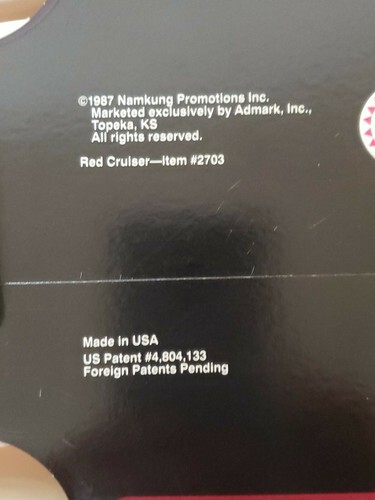 ©1987 Namkung Promotions Inc.
Marketed exclusively by Admark, Inc.,
Topeka, KS
All rights reserved.
Red Cruiser—Item #2703
Made in USA
US Patent #4,804,133
Foreign Patents Pending